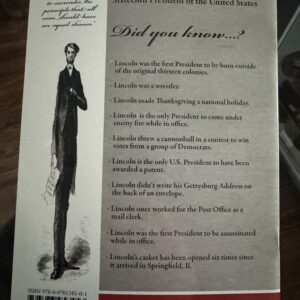 Sixteenth President of the United States
to reconsider the
principle that all
men should have
an equal chance"
Did you know...?
- Lincoln was the first President to be born outside
of the original thirteen colonies.
- Lincoln was a wrestler.
- Lincoln made Thanksgiving a national holiday.
- Lincoln is the only President to come under
enemy fire while in office.
- Lincoln threw a cannonball in a contest to win
votes from a group of Democrats.
- Lincoln is the only U.S. President to have been
awarded a patent.
- Lincoln didn't write his Gettysburg Address on
the back of an envelope.
- Lincoln once worked for the Post Office as a
mail clerk.
- Lincoln was the first President to be assassinated
while in office.
- Lincoln's casket has been opened six times since
it arrived in Springfield, IL
ISBN 978-0-9701381-0-1